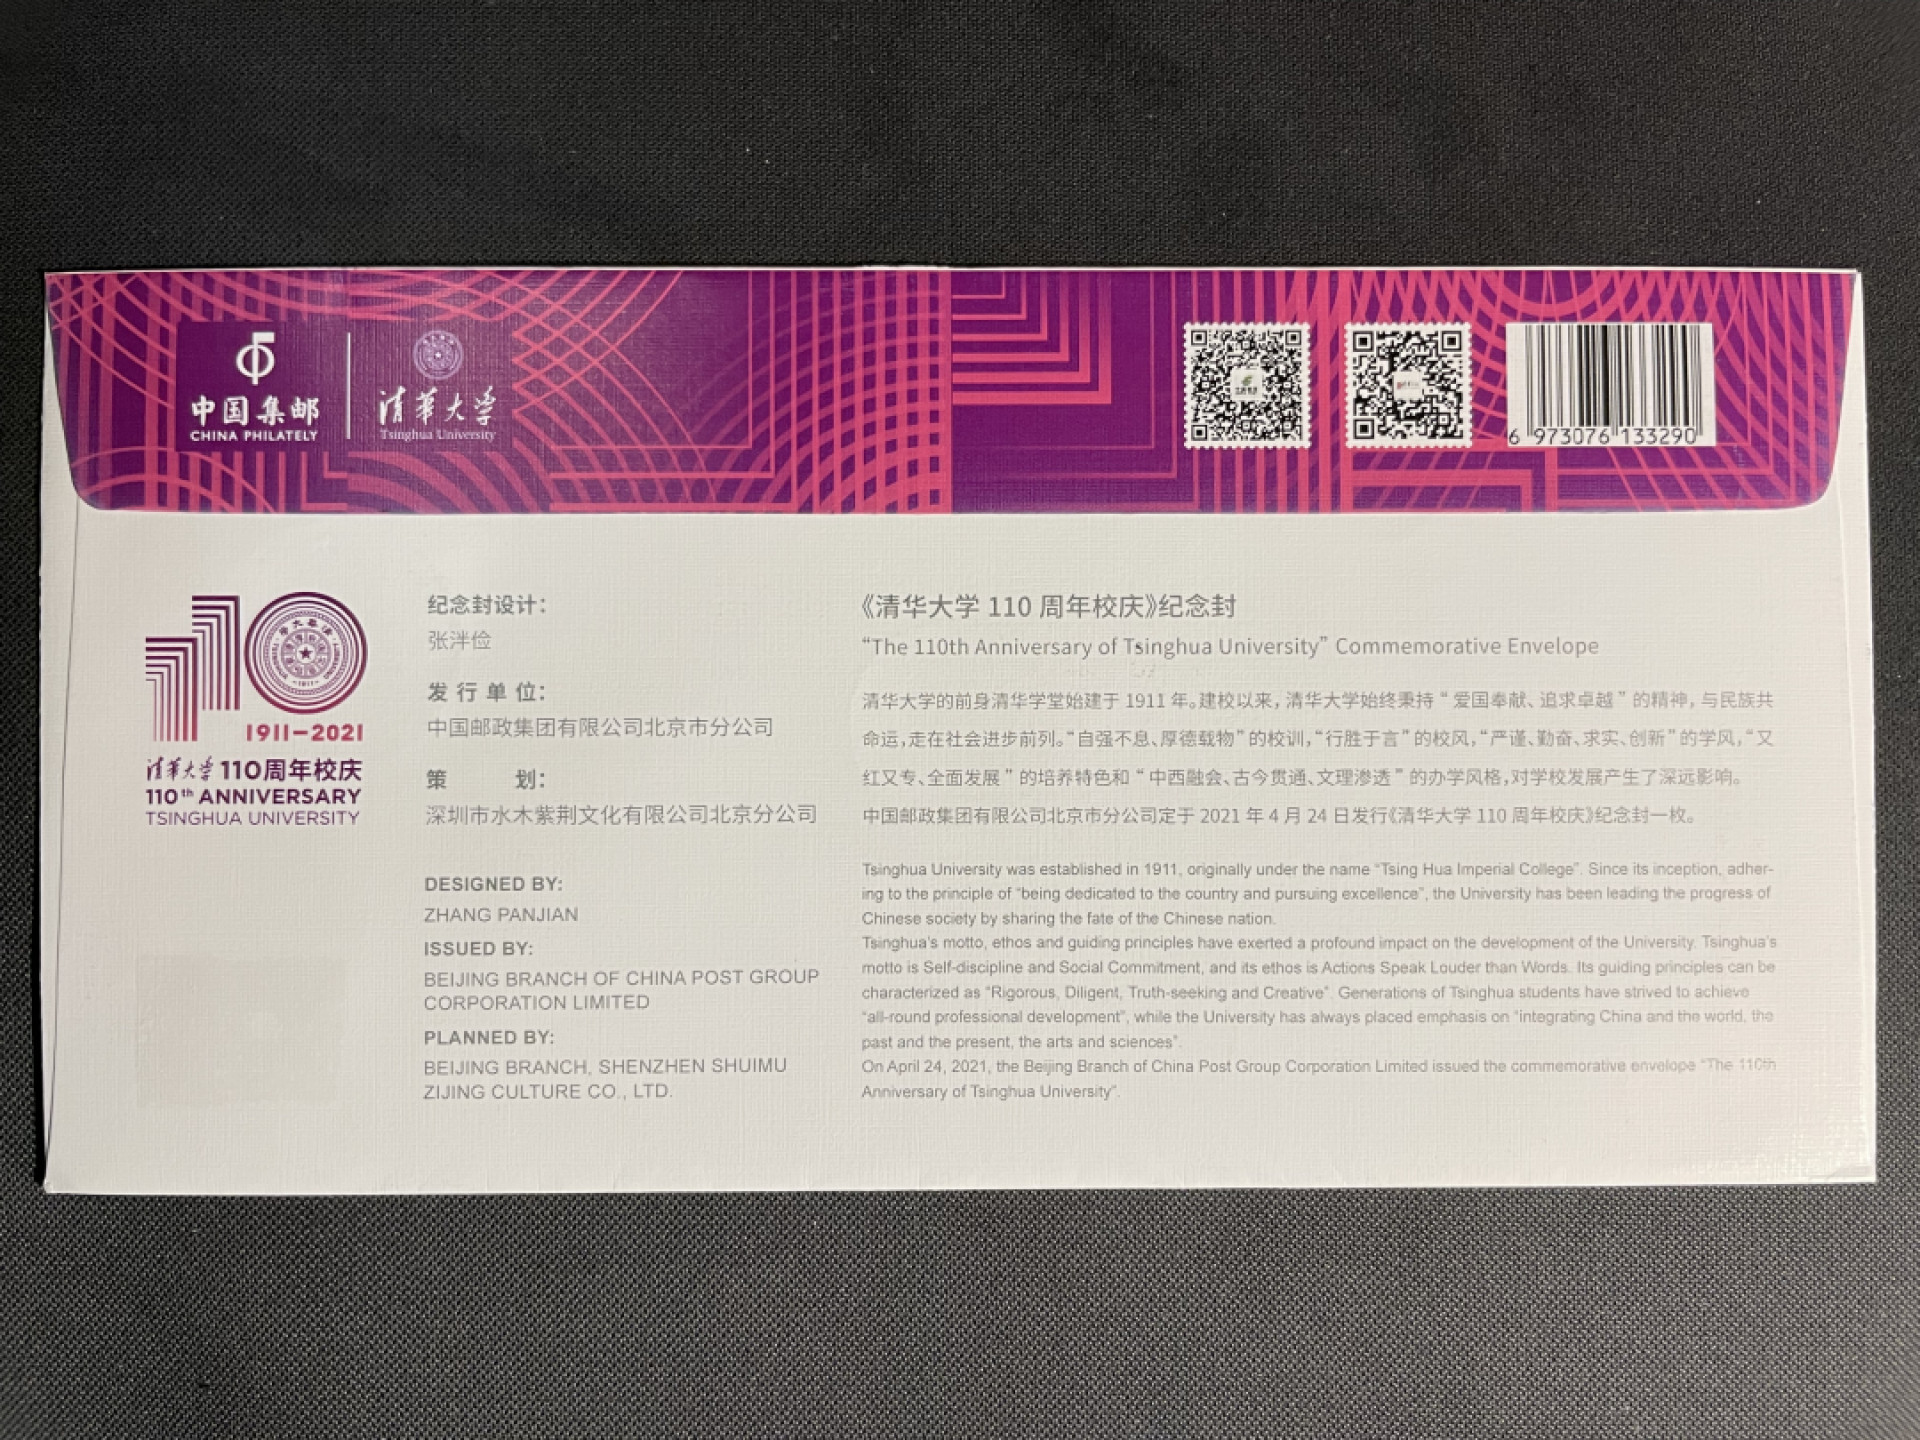 中国集邮
CHINA PHILATELY
清華大学
Tsinghua University
6 973076 133290
1911-2021
清華大学 110周年校庆
110th ANNIVERSARY
TSINGHUA UNIVERSITY
纪念封设计：
张泮俭
发行单位：
中国邮政集团有限公司北京市分公司
策 划：
深圳市水木紫荆文化有限公司北京分公司
DESIGNED BY:
ZHANG PANJIAN
ISSUED BY:
BEIJING BRANCH OF CHINA POST GROUP
CORPORATION LIMITED
PLANNED BY:
BEIJING BRANCH, SHENZHEN SHUIMU
ZIJING CULTURE CO., LTD.
《清华大学 110 周年校庆》纪念封
“The 110th Anniversary of Tsinghua University” Commemorative Envelope
清华大学的前身清华学堂始建于 1911 年。建校以来，清华大学始终秉持“爱国奉献、追求卓越”的精神，与民族共
命运，走在社会进步前列。“自强不息、厚德载物”的校训，“行胜于言”的校风，“严谨、勤奋、求实、创新”的学风，“又
红又专、全面发展”的培养特色和“中西融会、古今贯通、文理渗透”的办学风格，对学校发展产生了深远影响。
中国邮政集团有限公司北京市分公司定于 2021 年 4 月 24 日发行《清华大学 110 周年校庆》纪念封一枚。
Tsinghua University was established in 1911, originally under the name “Tsing Hua Imperial College”. Since its inception, adher-
ing to the principle of “being dedicated to the country and pursuing excellence”, the University has been leading the progress of
Chinese society by sharing the fate of the Chinese nation.
Tsinghua's motto, ethos and guiding principles have exerted a profound impact on the development of the University. Tsinghua's
motto is Self-discipline and Social Commitment, and its ethos is Actions Speak Louder than Words. Its guiding principles can be
characterized as “Rigorous, Diligent, Truth-seeking and Creative”. Generations of Tsinghua students have strived to achieve
“all-round professional development”, while the University has always placed emphasis on “integrating China and the world, the
past and the present, the arts and sciences”.
On April 24, 2021, the Beijing Branch of China Post Group Corporation Limited issued the commemorative envelope “The 110th
Anniversary of Tsinghua University”.